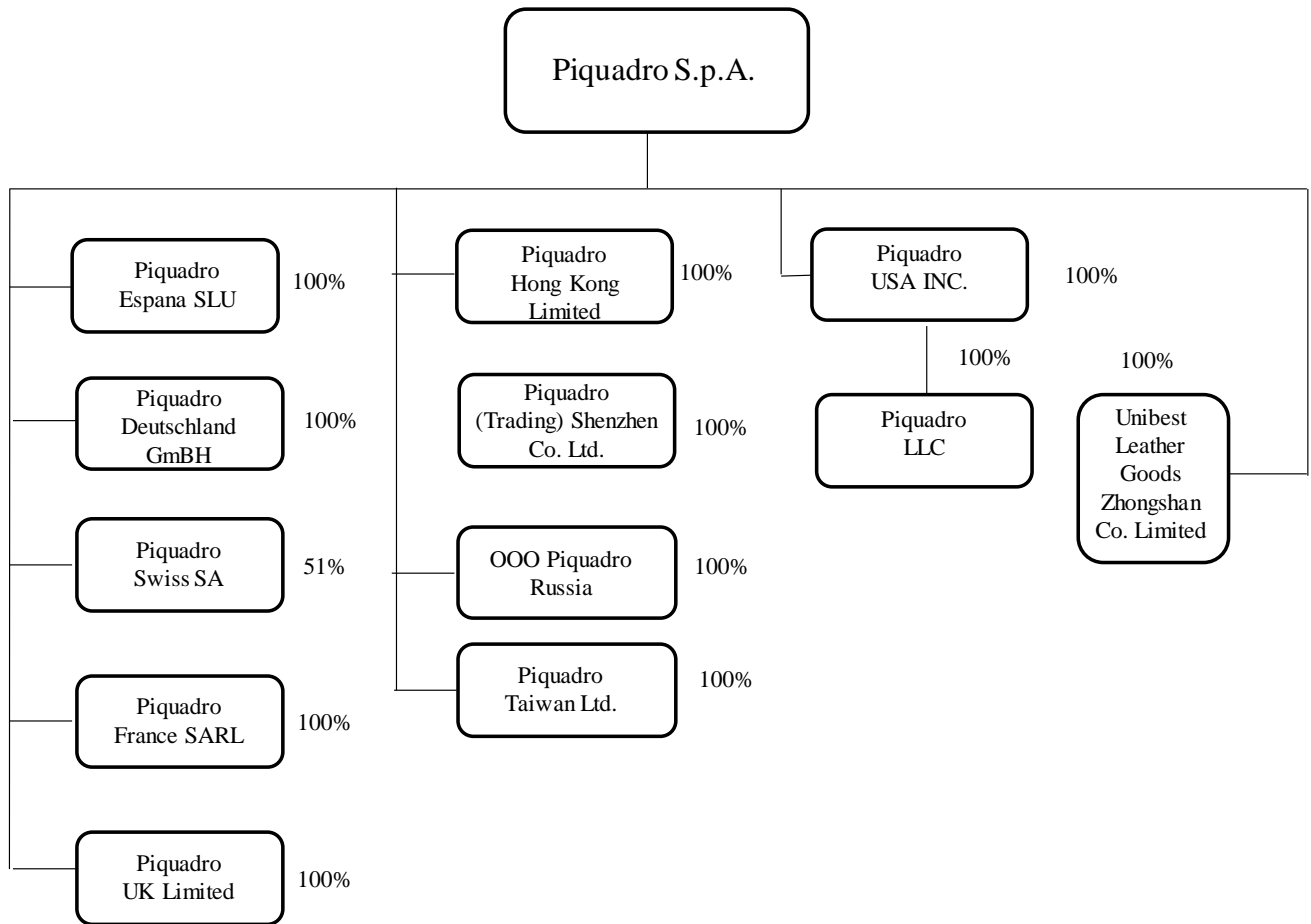 Piquadro S.p.A.
Piquadro
Espana SLU
100%
Piquadro
Deutschland
GmBH
100%
Piquadro
Swiss SA
51%
Piquadro
France SARL
100%
Piquadro
UK Limited
100%
Piquadro
Hong Kong
Limited
100%
Piquadro
(Trading) Shenzhen
Co. Ltd.
100%
OOO Piquadro
Russia
100%
Piquadro
Taiwan Ltd.
100%
Piquadro
USA INC.
100%
100%
Piquadro
LLC
100%
Unibest
Leather
Goods
Zhongshan
Co. Limited